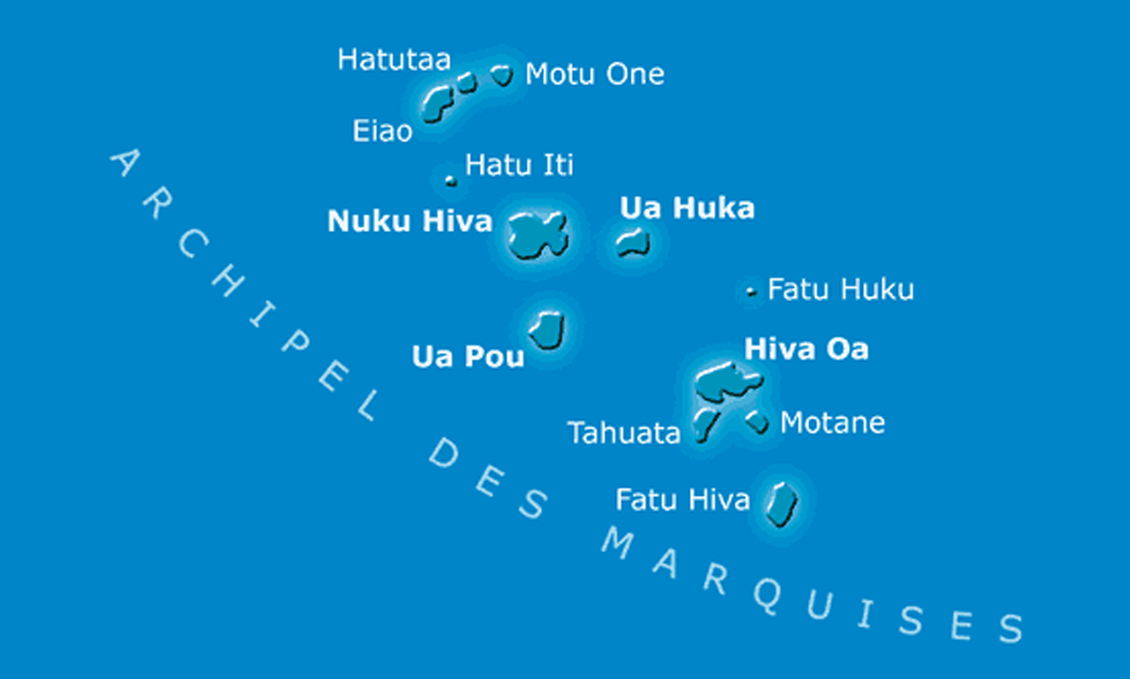 Hatutaa
Motu One
Eiao
Hatu Iti
Nuku Hiva
Ua Huka
Fatu Huku
Ua Pou
Hiva Oa
Tahuata
Motane
Fatu Hiva
ARCHIPEL DES MARQUISES